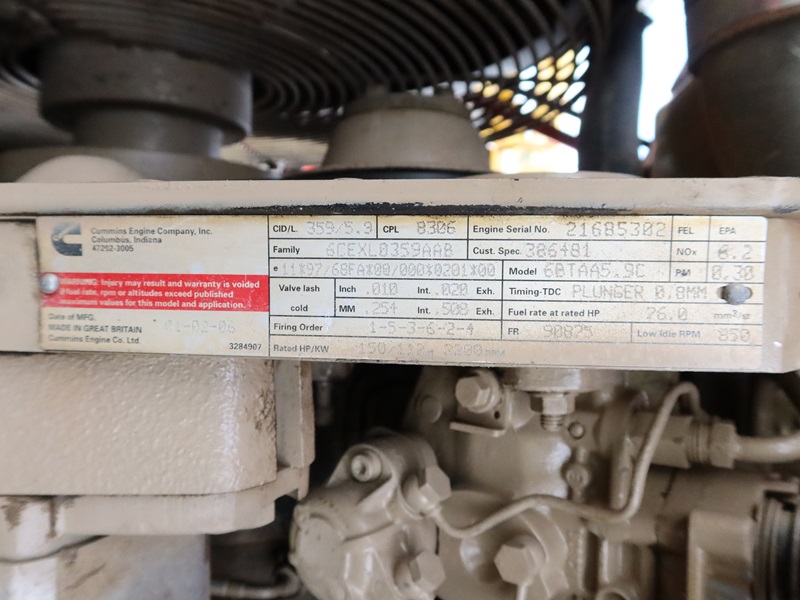 Cummins Engine Company, Inc.
Columbus, Indiana
47202-3005
WARNING: Injury may result and warranty is voided
if fuel rate, rpm or altitudes exceed published
maximum values for this model and application.
Date of MFG.
MADE IN GREAT BRITAIN 01-02-06
Cummins Engine Co. Ltd.
3284907
CID/L. 359/5.9 CPL 8306 Engine Serial No. 21685302 FEL EPA
Family 6CEXL0359AAB Cust. Spec. 386481 NOx 6.2
e 11*97/68FA*00/000*0201*00 Model 6BTAA5.9C PM 0.30
Valve lash cold Inch .010 Int. .020 Exh. Timing-TDC PLUNGER 0.8MM
MM .254 Int. .508 Exh. Fuel rate at rated HP 76.0 mm³/st
Firing Order 1-5-3-6-2-4 FR 90875 Low Idle RPM 850
Rated HP/KW 150/112